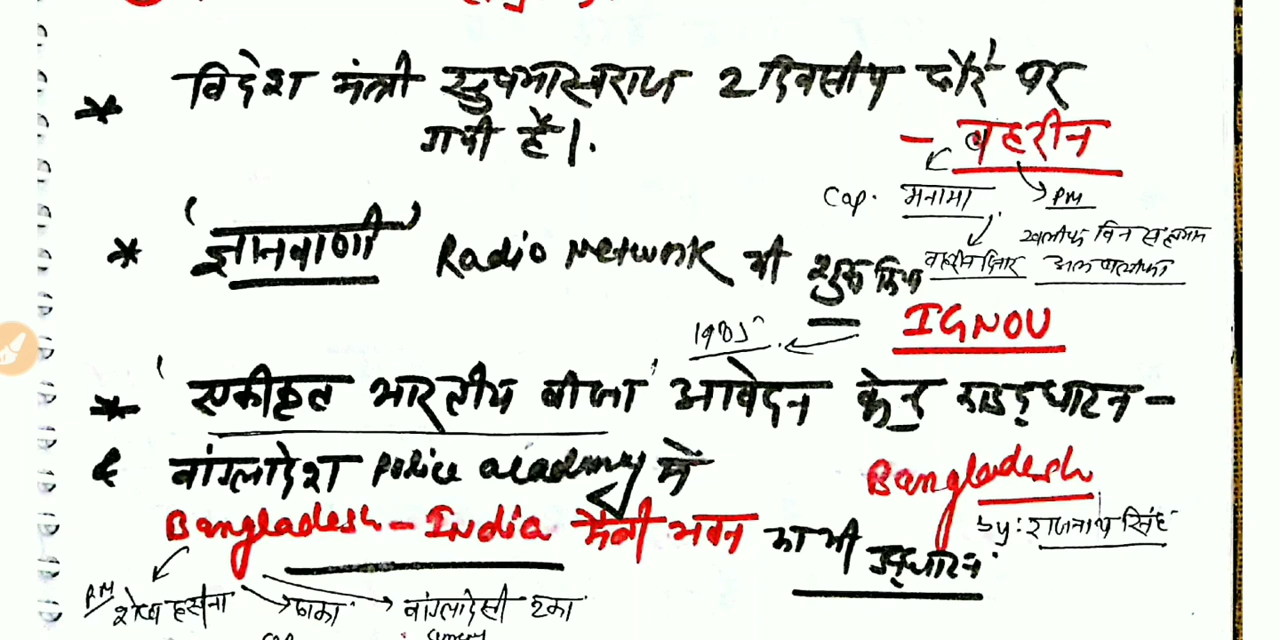 * विदेश मंत्री सुषमा स्वराज 2 दिवसीय दौरे पर
गयी हैं।
- बहरीन
Cap. मनामा
PM
खलीफा बिन सलमान
अल खलीफा
बहरीन दिनार
* 'ज्ञानवाणी' Radio Network की शुरू किया
IGNOU
1985
* 'एकीकृत भारतीय वीजा' आवेदन केन्द्र का उद्घाटन -
& बांग्लादेश Police academy में
Bangladesh
by: राजनाथ सिंह
Bangladesh - India मैत्री भवन का भी उद्घाटन
PM शेख हसीना
ढाका
बांग्लादेशी टका